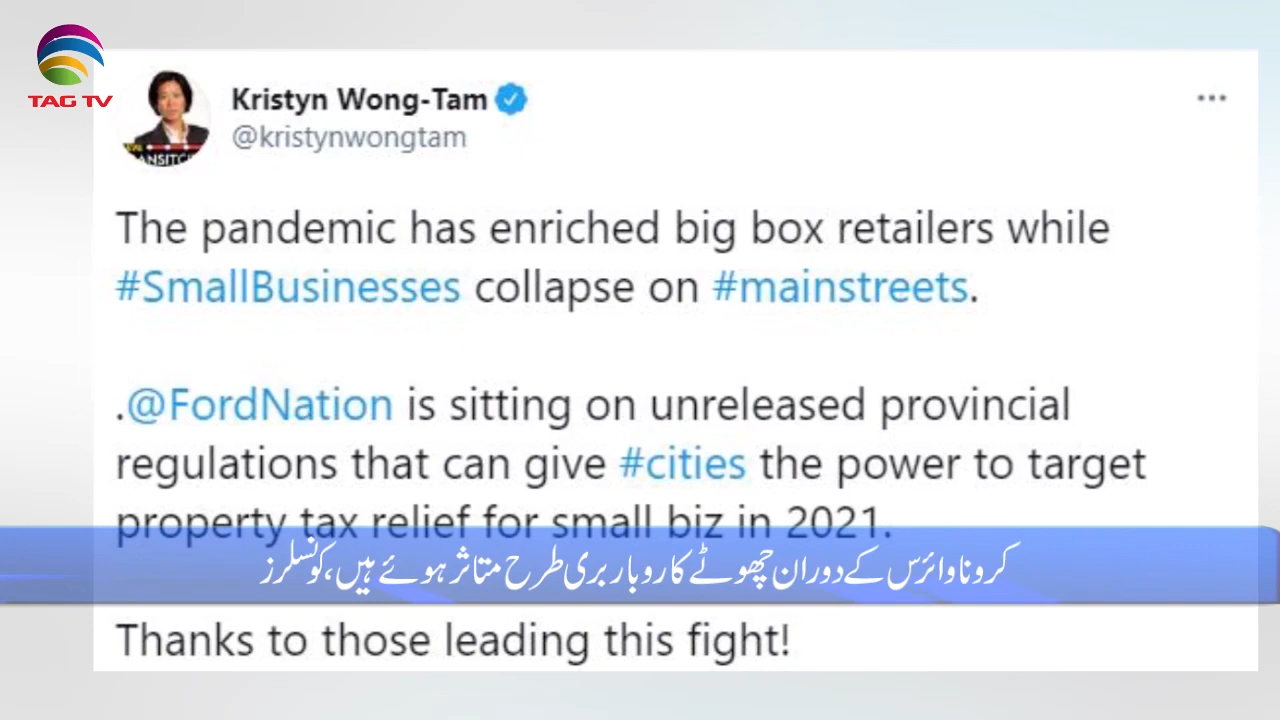 TAG TV
Kristyn Wong-Tam
@kristynwongtam
The pandemic has enriched big box retailers while
#SmallBusinesses collapse on #mainstreets.
.@FordNation is sitting on unreleased provincial
regulations that can give #cities the power to target
property tax relief for small biz in 2021.
کرونا وائرس کے دوران چھوٹے کاروبار بری طرح متاثر ہوئے ہیں، کونسلرز
Thanks to those leading this fight!